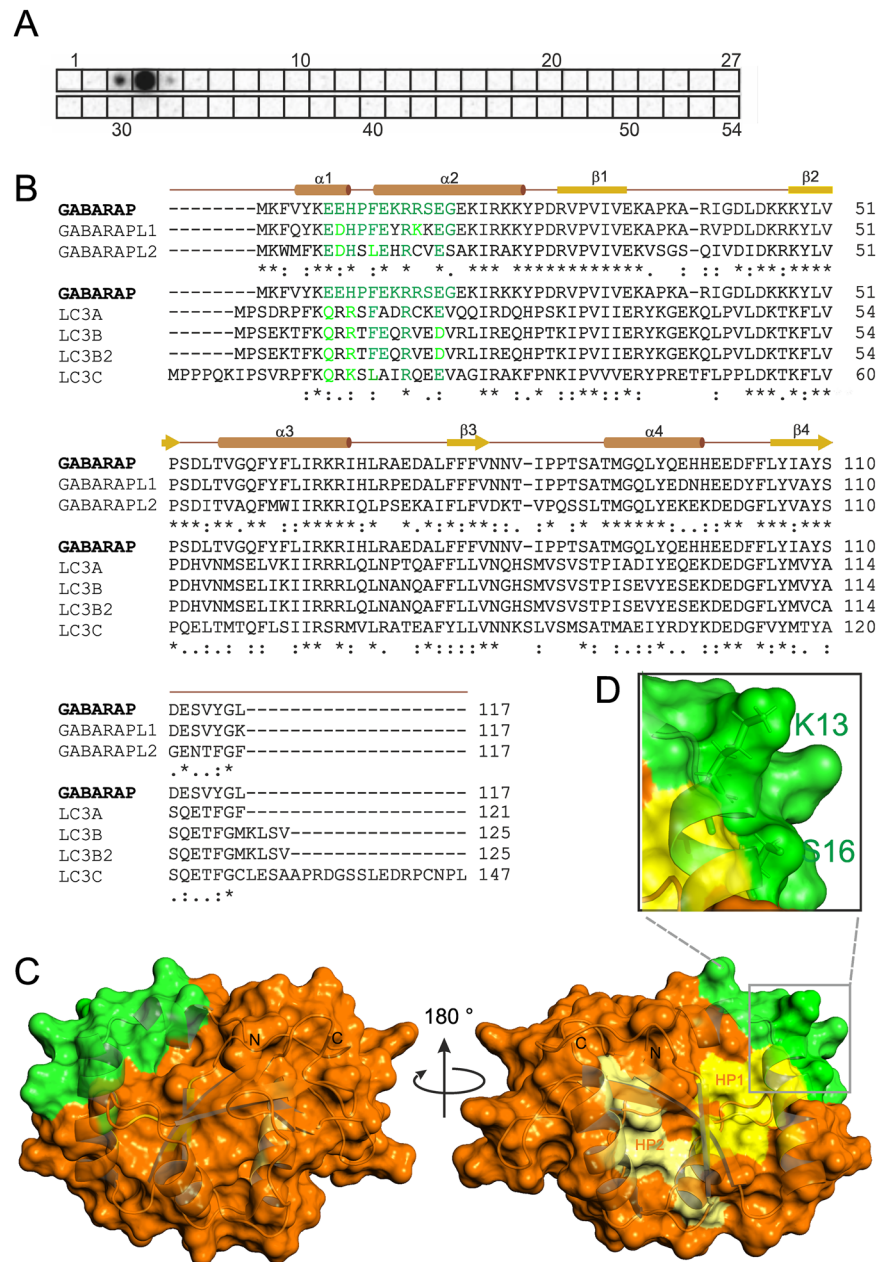 A
1 10 20 27
30 40 50 54
B
α1 α2 β1 β2
GABARAP --------MKFVYKEEHPFEKRRSEGEKIRKKYPDRVPVIVEKAPKA-RIGDLDKKKYLV 51
GABARAPL1 --------MKFQYKEDHPFEYRKKEGEKIRKKYPDRVPVIVEKAPKA-RVPDLDKRKYLV 51
GABARAPL2 --------MKWMFKEDHSLEHRCVESAKIRAKYPDRVPVIVEKVSGS-QIVDIDKRKYLV 51
**: :**:* :* * *. *** ************. . :: *:** ****
GABARAP --------MKFVYKEEHPFEKRRSEGEKIRKKYPDRVPVIVEKAPKA-RIGDLDKKKYLV 51
LC3A ------MPSDRPFKQRRSFADRCKEVQQIRDQHPSKIPVIIERYKGEKQLPVLDKTKFLV 54
LC3B ------MPSEKTFKQRRTFEQRVEDVRLIREQHPTKIPVIIERYKGEKQLPVLDKTKFLV 54
LC3B2 ------MPSEKTFKQRRTFEQRVEDVRLIREQHPTKIPVIIERYKGEKQLPVLDKTKFLV 54
LC3C MPPPQKIPSVRPFKQRKSLAIRQEEVAGIRAKFPNKIPVVVERYPRETFLPPLDKTKFLV 60
:*:.:.: * .: ** :.* ::**::*: : *** *:**
α3 β3 α4 β4
GABARAP PSDLTVGQFYFLIRKRIHLRAEDALFFFVNNV-IPPTSATMGQLYQEHHEEDFFLYIAYS 110
GABARAPL1 PSDLTVGQFYFLIRKRIHLRPEDALFFFVNNT-IPPTSATMGQLYEDNHEEDYFLYVAYS 110
GABARAPL2 PSDITVAQFMWIIRKRIQLPSEKAIFLFVDKT-VPQSSLTMGQLYEKEKDEDGFLYVAYS 110
GABARAP PSDLTVGQFYFLIRKRIHLRAEDALFFFVNNV-IPPTSATMGQLYQEHHEEDFFLYIAYS 110
LC3A PDHVNMSELVKIIRRRLQLNPTQAFFLLVNQHSMVSVSTPIADIYEQEKDEDGFLYMVYA 114
LC3B PDHVNMSELIKIIRRRLQLNANQAFFLLVNGHSMVSVSTPISEVYESEKDEDGFLYMVYA 114
LC3B2 PDHVNMSELIKIIRRRLQLNANQAFFLLVNGHSMVSVSTPISEVYESEKDEDGFLYMVCA 114
LC3C PQELTMTQFLSIIRSRMVLRATEAFYLLVNNKSLVSMSATMAEIYRDYKDEDGFVYMTYA 120
GABARAP DESVYGL-------------------- 117
GABARAPL1 DESVYGK-------------------- 117
GABARAPL2 GENTFGF-------------------- 117
.*..:*
GABARAP DESVYGL-------------------- 117
LC3A SQETFGF-------------------- 121
LC3B SQETFGMKLSV---------------- 125
LC3B2 SQETFGMKLSV---------------- 125
LC3C SQETFGCLESAAPRDGSSLEDRPCNPL 147
.:..:*
D
K13
S16
C
N C
180 °
C N
HP1
HP2